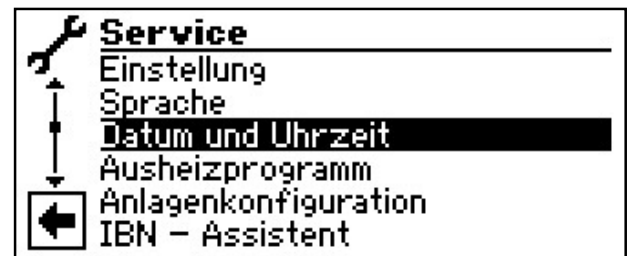 Service
Einstellung
Sprache
Datum und Uhrzeit
Ausheizprogramm
Anlagenkonfiguration
IBN – Assistent